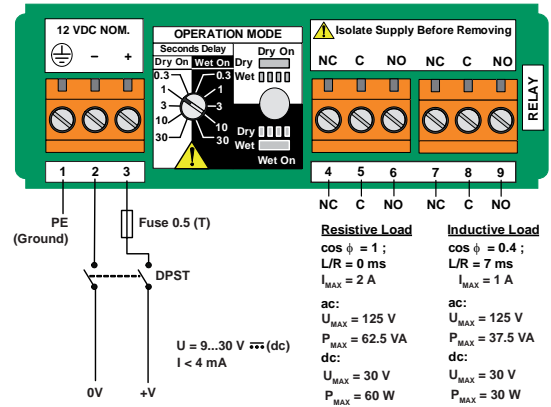 12 VDC NOM.
– +
OPERATION MODE
Seconds Delay
Dry On Wet On
0.3 0.3
1 1
3 3
10 10
30 30
Dry On
Dry
Wet
Dry
Wet
Wet On
Isolate Supply Before Removing
NC C NO NC C NO
RELAY
1 2 3
4 5 6 7 8 9
NC C NO NC C NO
PE
(Ground)
Fuse 0.5 (T)
DPST
U = 9...30 V ⎓ (dc)
I < 4 mA
0V +V
Resistive Load
cos ϕ = 1 ;
L/R = 0 ms
IMAX = 2 A
ac:
UMAX = 125 V
PMAX = 62.5 VA
dc:
UMAX = 30 V
PMAX = 60 W
Inductive Load
cos ϕ = 0.4 ;
L/R = 7 ms
IMAX = 1 A
ac:
UMAX = 125 V
PMAX = 37.5 VA
dc:
UMAX = 30 V
PMAX = 30 W